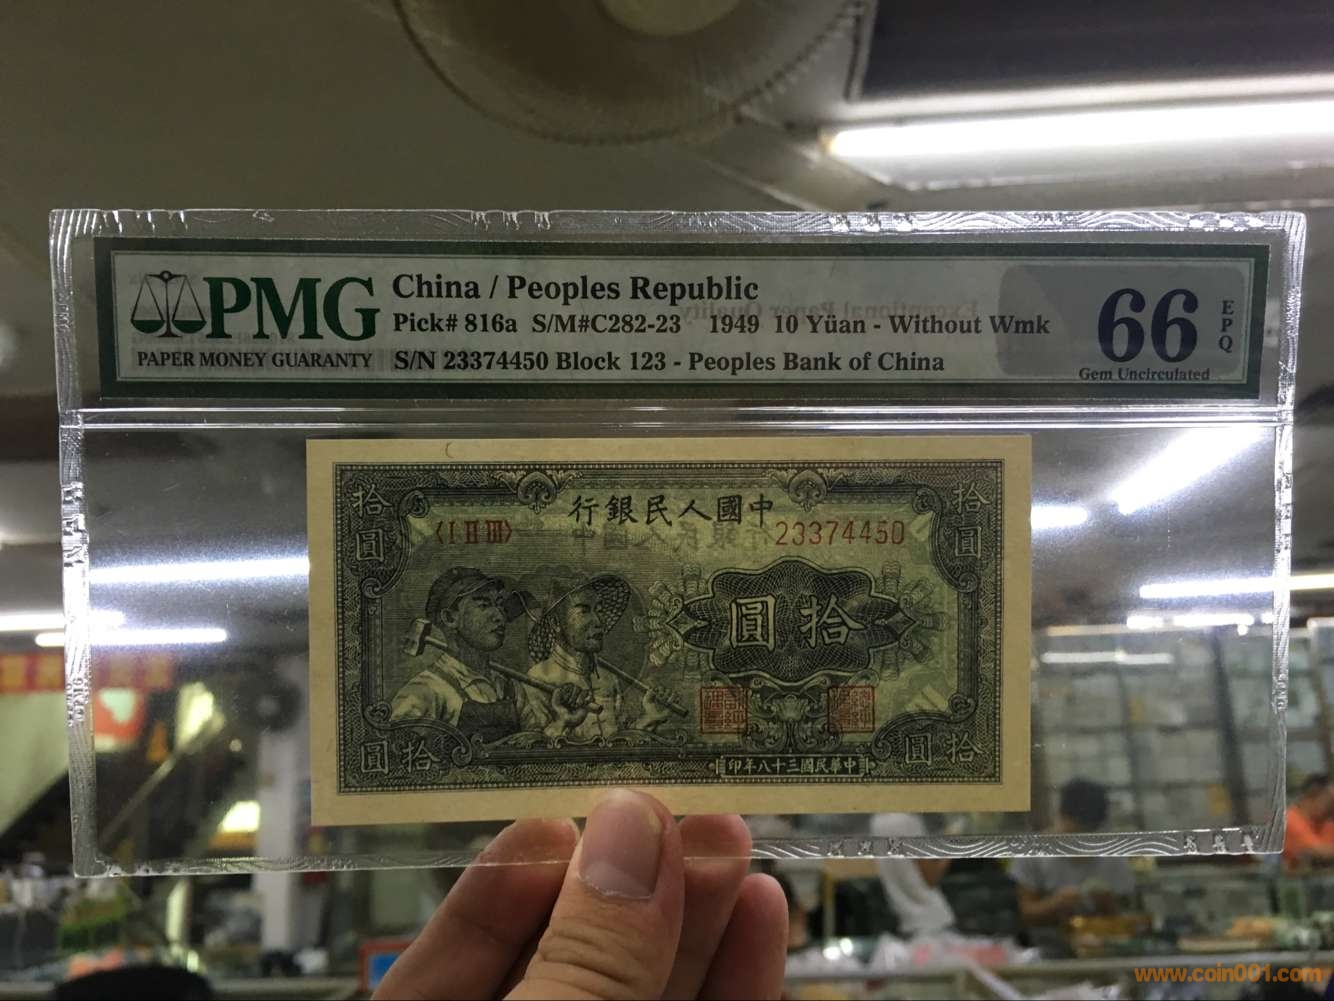 PMG
PAPER MONEY GUARANTY
China / Peoples Republic
Pick# 816a S/M#C282-23 1949 10 Yüan - Without Wmk
S/N 23374450 Block 123 - Peoples Bank of China
66
EPQ
Gem Uncirculated
Exceptional Paper Quality
行銀民人國中
〈I II III〉
23374450
拾圓
拾圓
圓拾
圓拾
圓拾
印年八十三國民華中
www.coin001.com